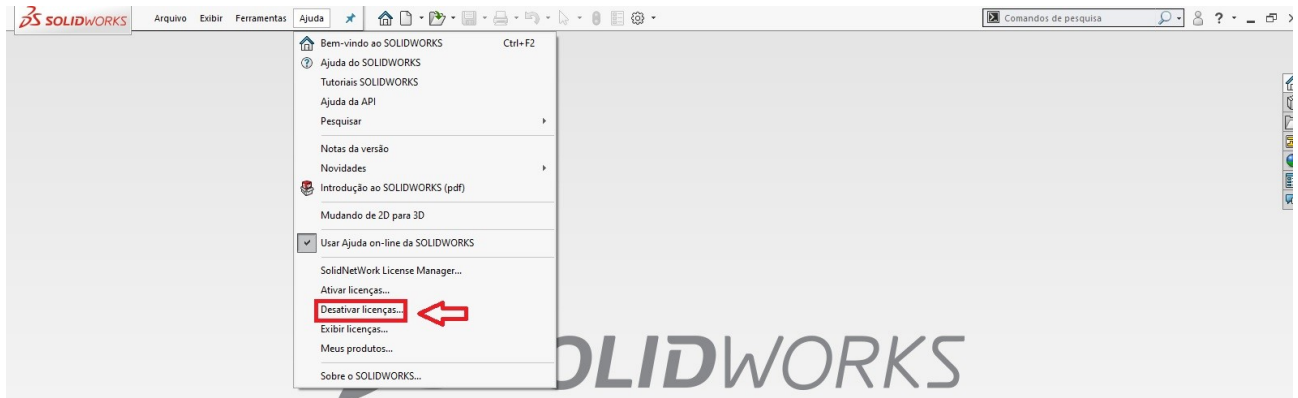 SOLIDWORKS Arquivo Exibir Ferramentas Ajuda Comandos de pesquisa ?
Bem-vindo ao SOLIDWORKS Ctrl+F2
Ajuda do SOLIDWORKS
Tutoriais SOLIDWORKS
Ajuda da API
Pesquisar
Notas da versão
Novidades
Introdução ao SOLIDWORKS (pdf)
Mudando de 2D para 3D
Usar Ajuda on-line da SOLIDWORKS
SolidNetWork License Manager...
Ativar licenças...
Desativar licenças...
Exibir licenças...
Meus produtos...
Sobre o SOLIDWORKS...
OLIDWORKS